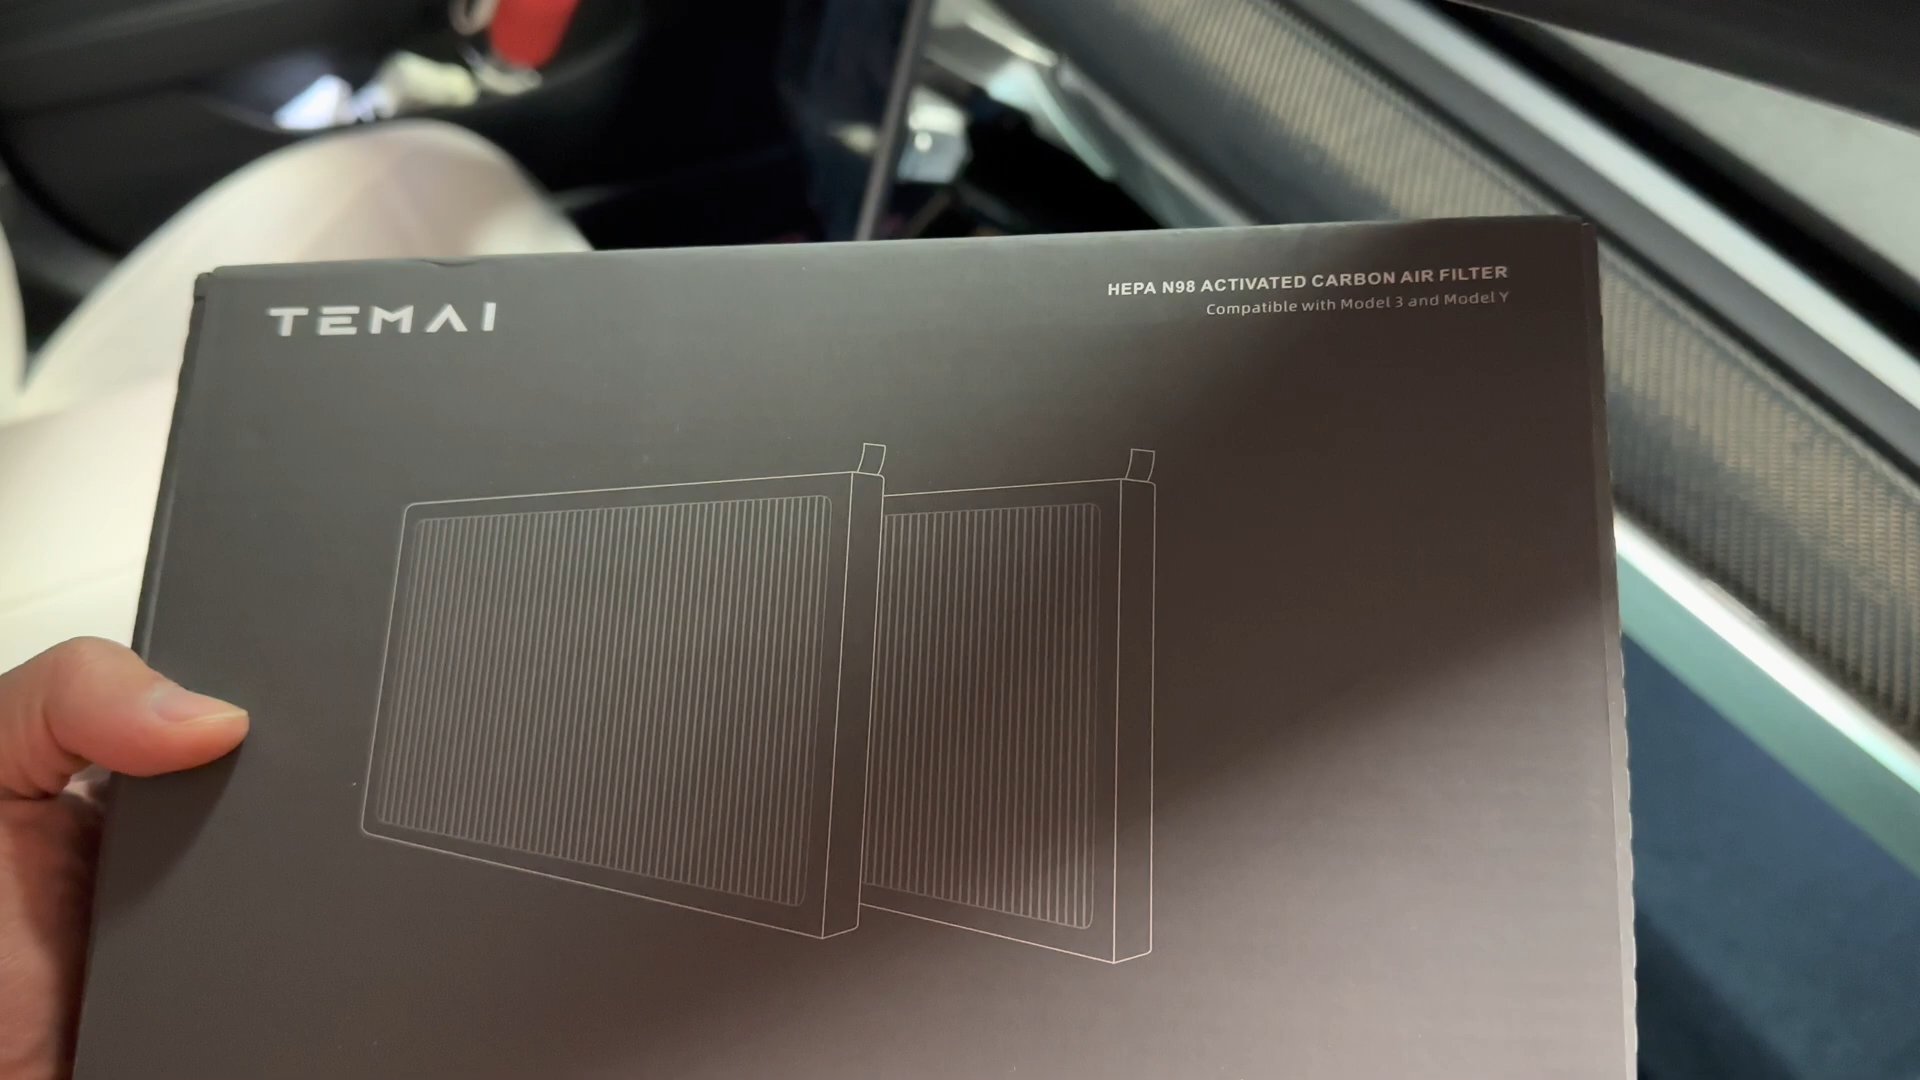 TEMAI
HEPA N98 ACTIVATED CARBON AIR FILTER
Compatible with Model 3 and Model Y